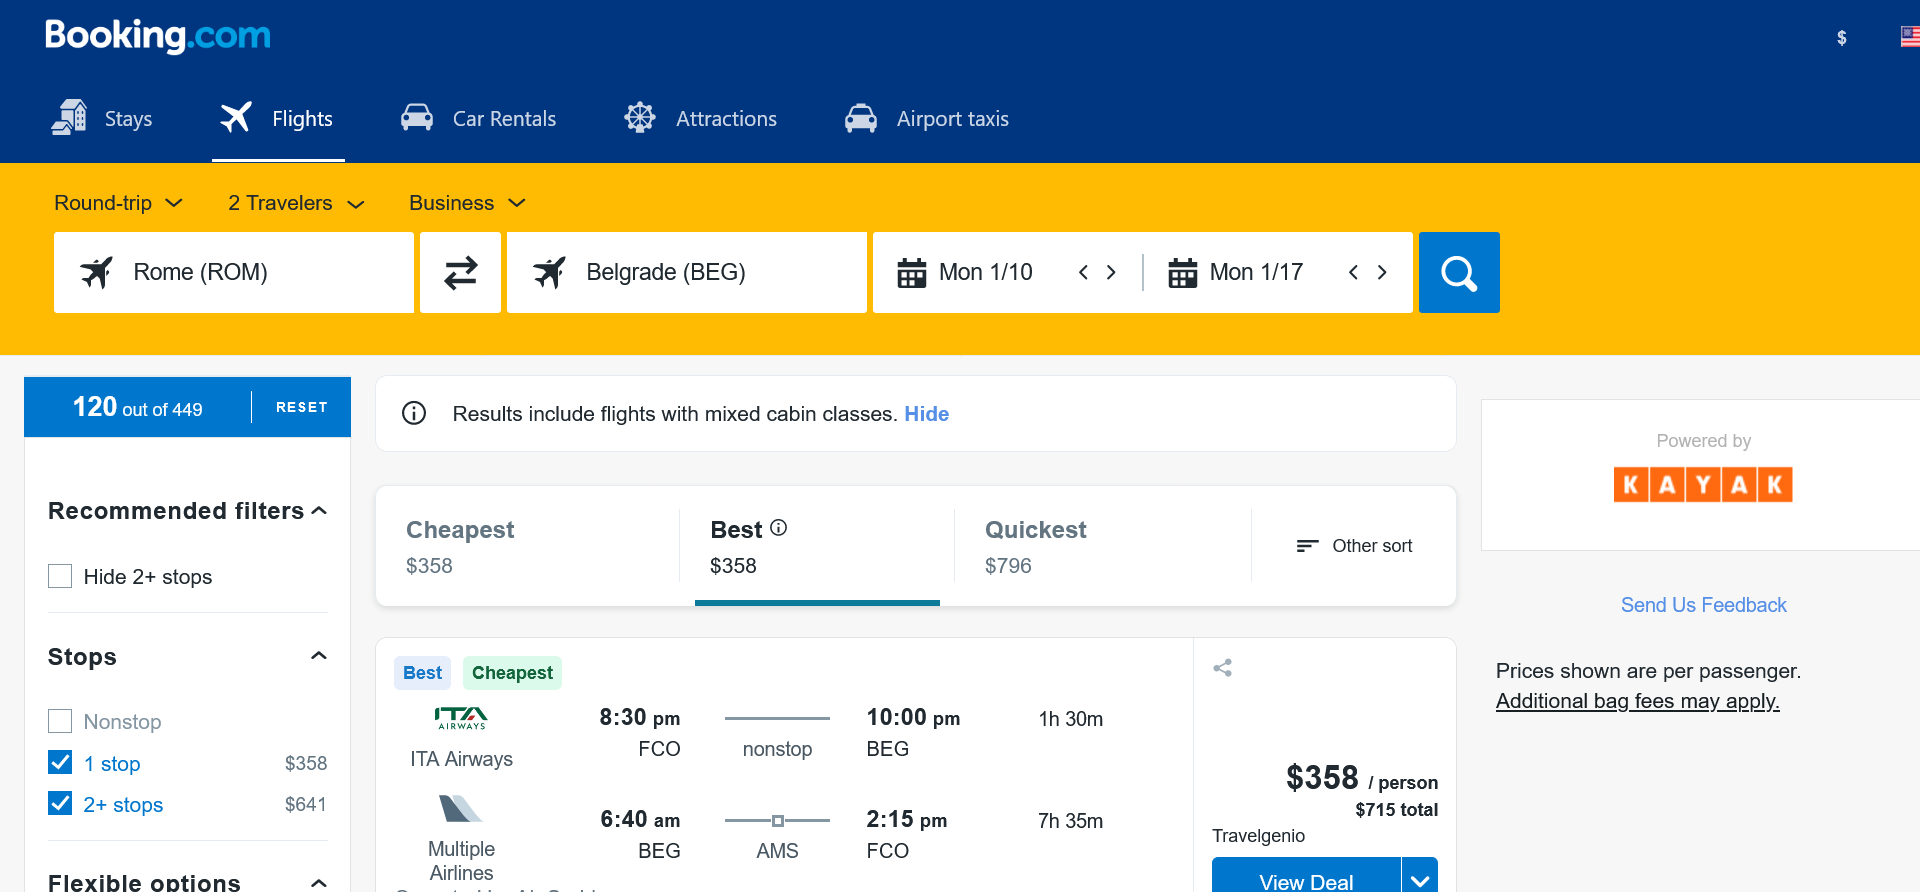 Booking.com
$
Stays
Flights
Car Rentals
Attractions
Airport taxis
Round-trip
2 Travelers
Business
Rome (ROM)
Belgrade (BEG)
Mon 1/10
Mon 1/17
120 out of 449
RESET
Results include flights with mixed cabin classes. Hide
Powered by
KAYAK
Recommended filters
Hide 2+ stops
Cheapest
$358
Best
$358
Quickest
$796
Other sort
Send Us Feedback
Prices shown are per passenger.
Additional bag fees may apply.
Stops
Nonstop
1 stop $358
2+ stops $641
Flexible options
Best
Cheapest
ITA
AIRWAYS
ITA Airways
8:30 pm
FCO
nonstop
10:00 pm
BEG
1h 30m
Multiple
Airlines
6:40 am
BEG
AMS
2:15 pm
FCO
7h 35m
$358 / person
$715 total
Travelgenio
View Deal